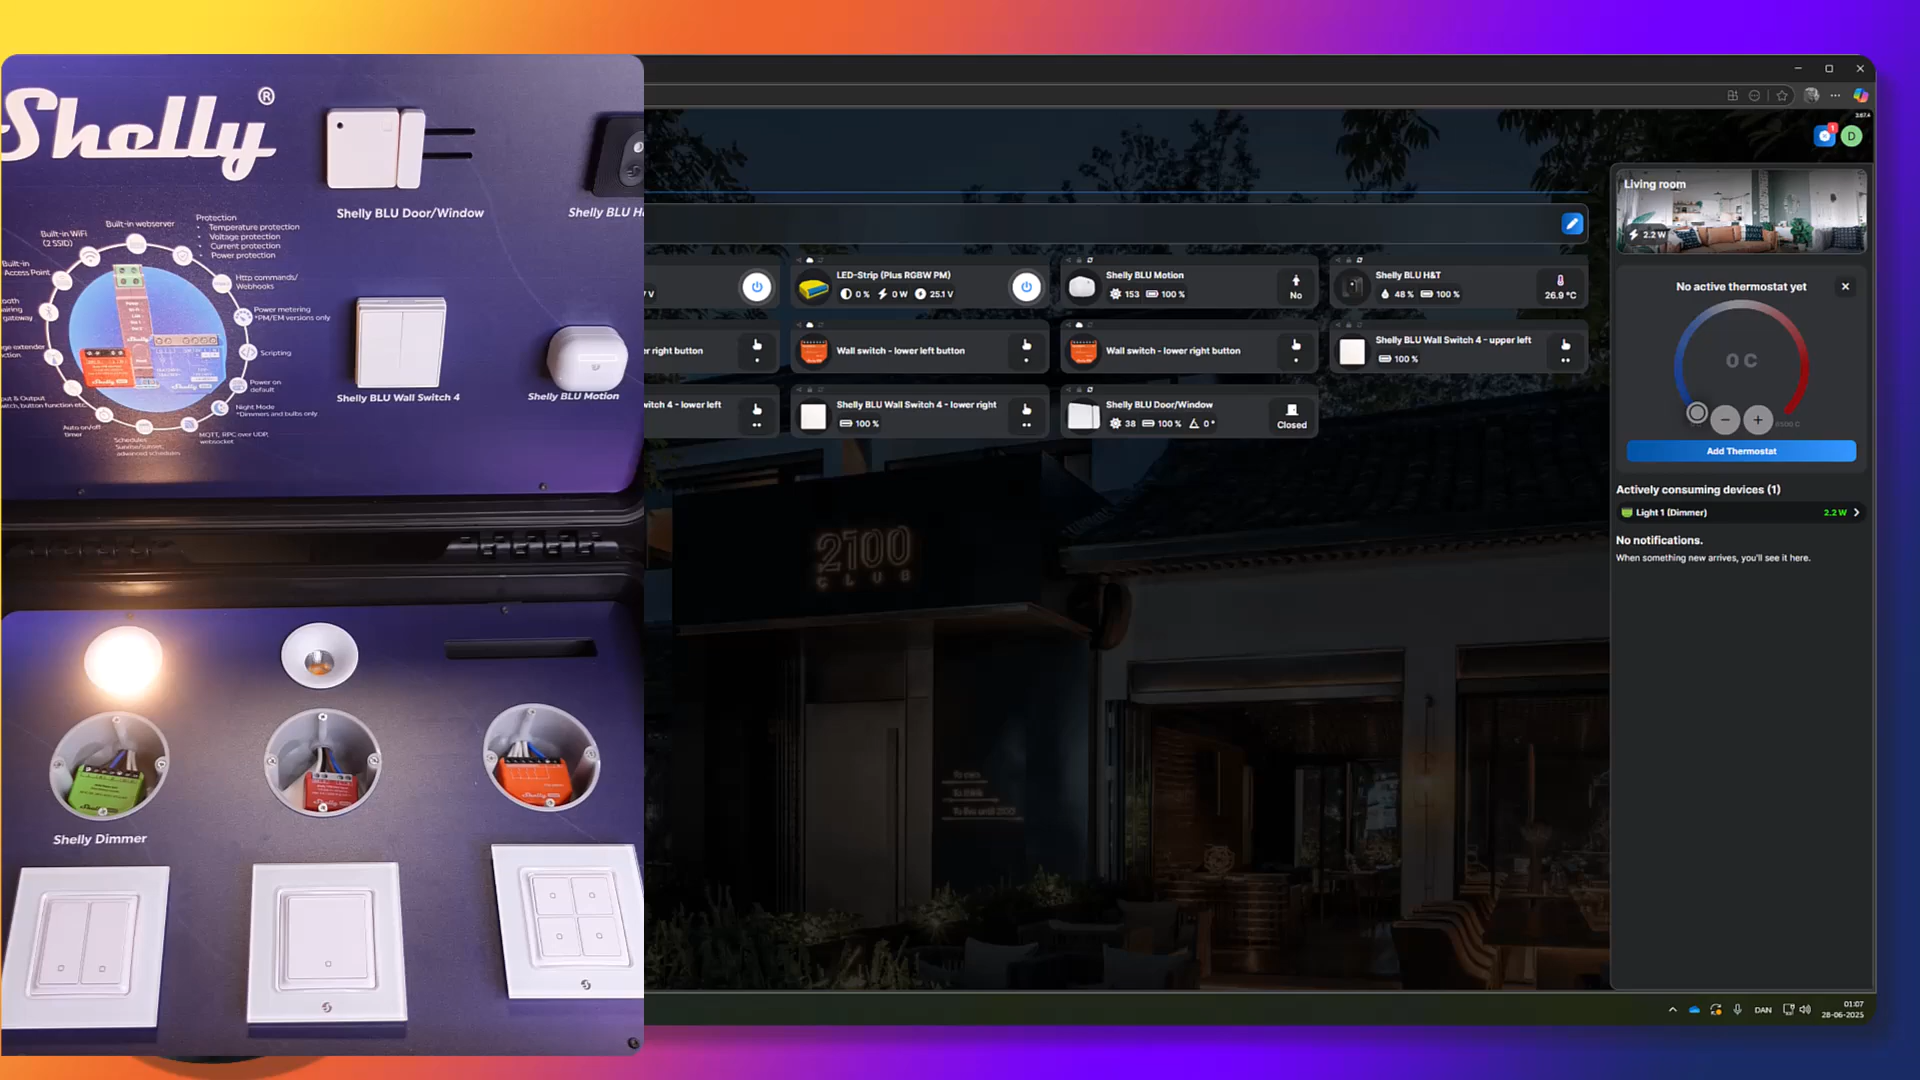 Shelly®
Shelly BLU Door/Window
Built-in webserver
Built-in WiFi
(2 SSID)
Protection
Temperature protection
Voltage protection
Current protection
Power protection
Built-in
Access Point
Http commands/
Webhooks
Power metering
*PM/EM versions only
Scripting
Power on
default
Night Mode
*Dimmers and bulbs only
MQTT, RPC over UDP,
websocket
Schedules
Auto on/off
timer
Shelly BLU Wall Switch 4
Shelly BLU Motion
Shelly Dimmer
3.67.4
1
D
Living room
2.2 W
LED-Strip (Plus RGBW PM)
0 % 0 W 25.1 V
Shelly BLU Motion
153 100 %
No
Shelly BLU H&T
48 % 100 %
26.9 °C
right button
Wall switch - lower left button
Wall switch - lower right button
Shelly BLU Wall Switch 4 - upper left
100 %
4 - lower left
Shelly BLU Wall Switch 4 - lower right
100 %
Shelly BLU Door/Window
38 100 % 0°
Closed
No active thermostat yet
0 C
Add Thermostat
Actively consuming devices (1)
Light 1 (Dimmer)
2.2 W
No notifications.
When something new arrives, you'll see it here.
2100
CLUB
DAN
01:07
28-06-2025